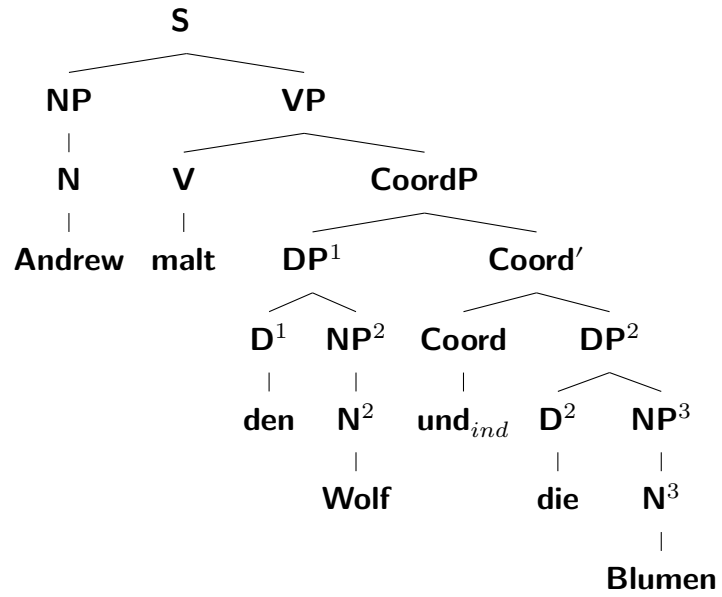 S
NP VP
N V CoordP
Andrew malt DP¹ Coord′
D¹ NP² Coord DP²
den N² und_ind D² NP³
Wolf die N³
Blumen